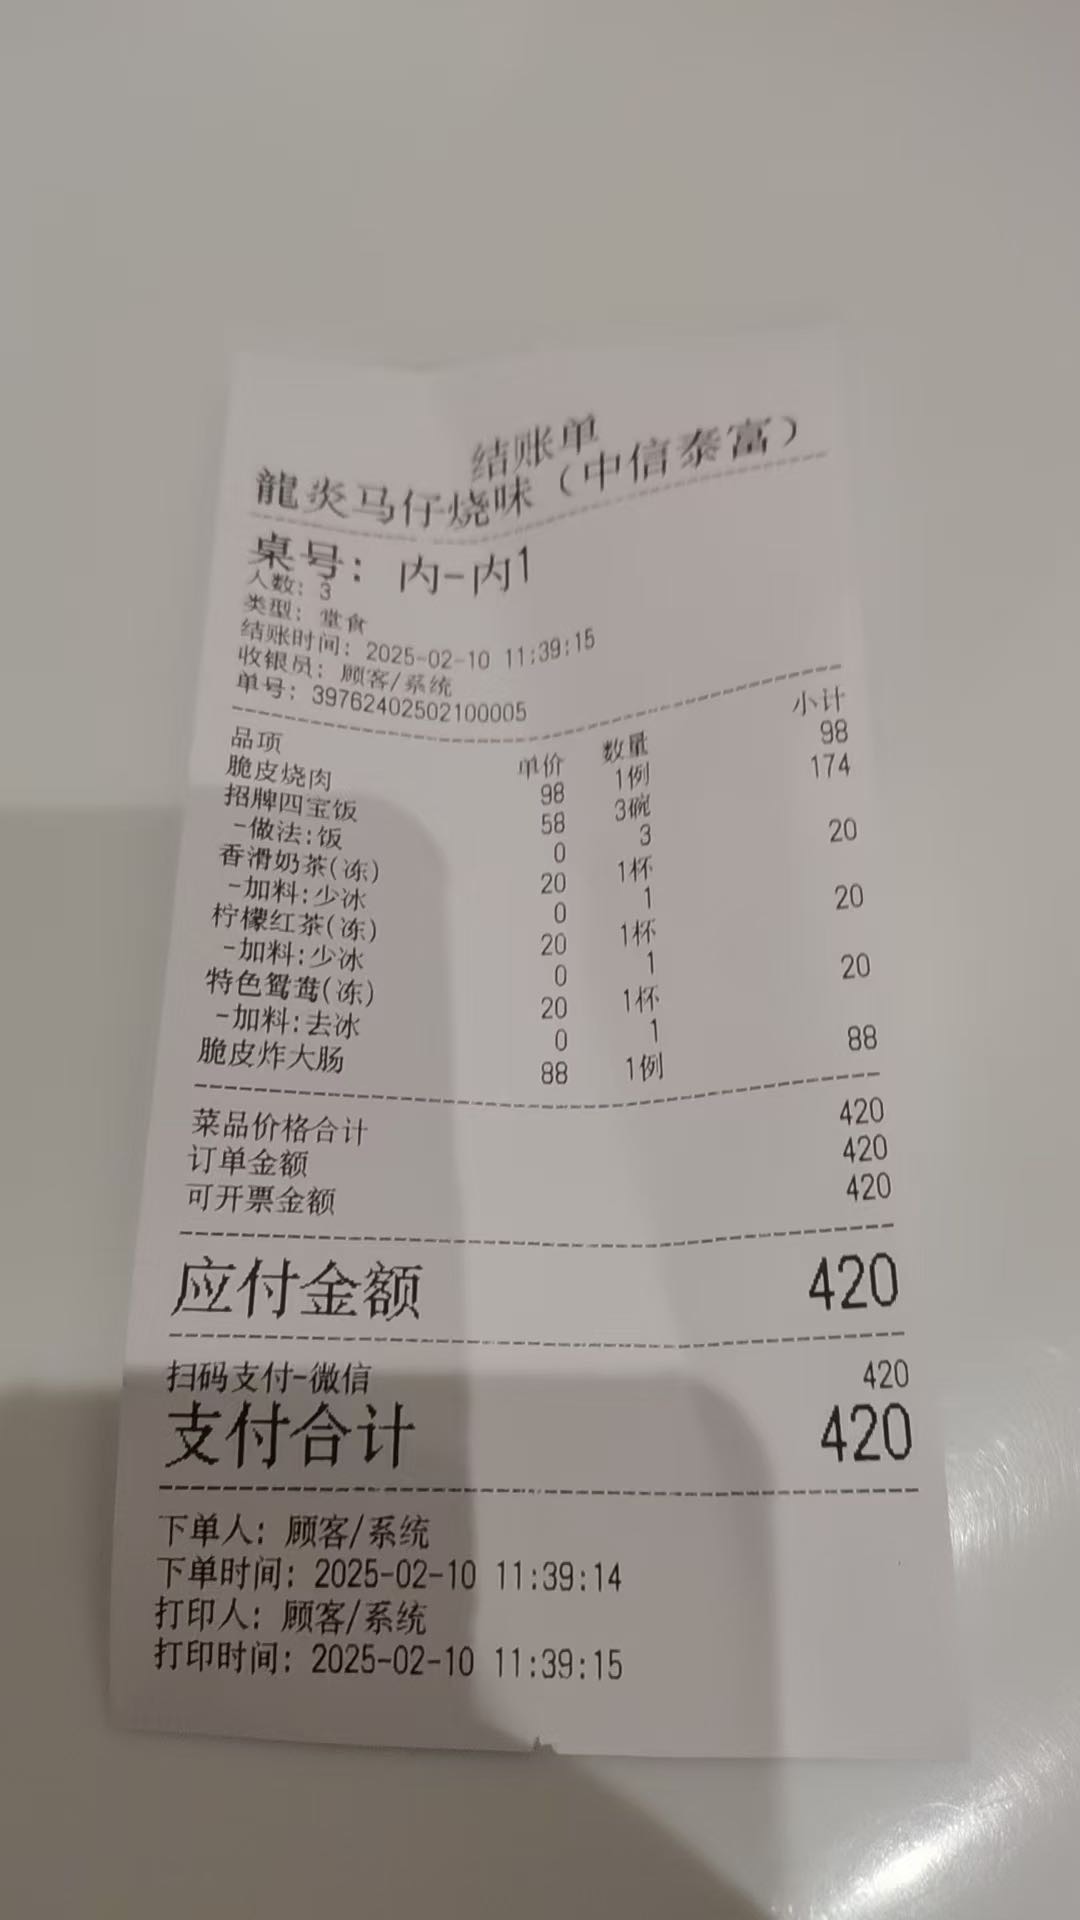 结账单
龍炎马仔烧味（中信泰富）
桌号: 内-内1
人数: 3
类型: 堂食
结账时间: 2025-02-10 11:39:15
收银员: 顾客/系统
单号: 39762402502100005
品项 单价 数量 小计
脆皮烧肉 98 1例 98
招牌四宝饭 58 3碗 174
-做法:饭 0 3
香滑奶茶(冻) 20 1杯 20
-加料:少冰 0 1
柠檬红茶(冻) 20 1杯 20
-加料:少冰 0 1
特色鸳鸯(冻) 20 1杯 20
-加料:去冰 0 1
脆皮炸大肠 88 1例 88
菜品价格合计 420
订单金额 420
可开票金额 420
应付金额 420
扫码支付-微信 420
支付合计 420
下单人: 顾客/系统
下单时间: 2025-02-10 11:39:14
打印人: 顾客/系统
打印时间: 2025-02-10 11:39:15